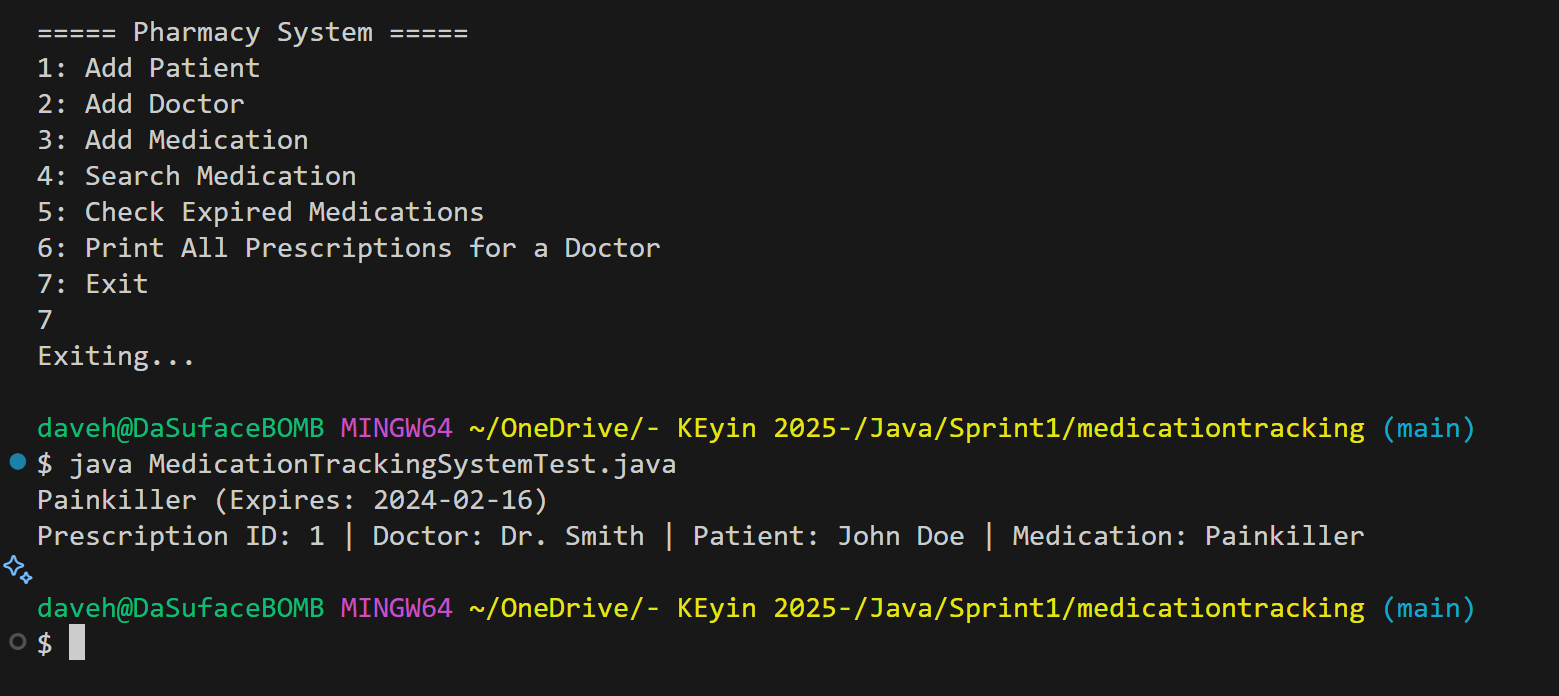 ===== Pharmacy System =====
1: Add Patient
2: Add Doctor
3: Add Medication
4: Search Medication
5: Check Expired Medications
6: Print All Prescriptions for a Doctor
7: Exit
7
Exiting...
daveh@DaSufaceBOMB MINGW64 ~/OneDrive/- KEyin 2025-/Java/Sprint1/medicationtracking (main)
$ java MedicationTrackingSystemTest.java
Painkiller (Expires: 2024-02-16)
Prescription ID: 1 | Doctor: Dr. Smith | Patient: John Doe | Medication: Painkiller
daveh@DaSufaceBOMB MINGW64 ~/OneDrive/- KEyin 2025-/Java/Sprint1/medicationtracking (main)
$